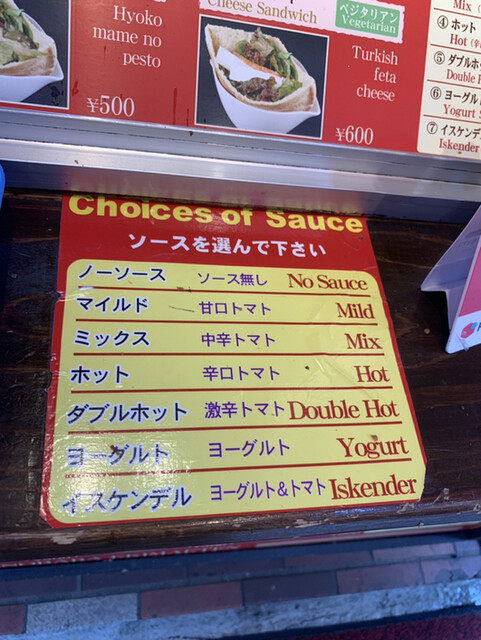 Hyoko
mame no
pesto
¥500
Cheese Sandwich
ベジタリアン
Vegetarian
Turkish
feta
cheese
¥600
Mix
④ホット
Hot
⑤ダブルホ
Double
⑥ヨーグル
Yogurt
⑦イスケンデ
Iskender
Choices of Sauce
ソースを選んで下さい
ノーソース ソース無し No Sauce
マイルド 甘口トマト Mild
ミックス 中辛トマト Mix
ホット 辛口トマト Hot
ダブルホット 激辛トマト Double Hot
ヨーグルト ヨーグルト Yogurt
イスケンデル ヨーグルト&トマト Iskender